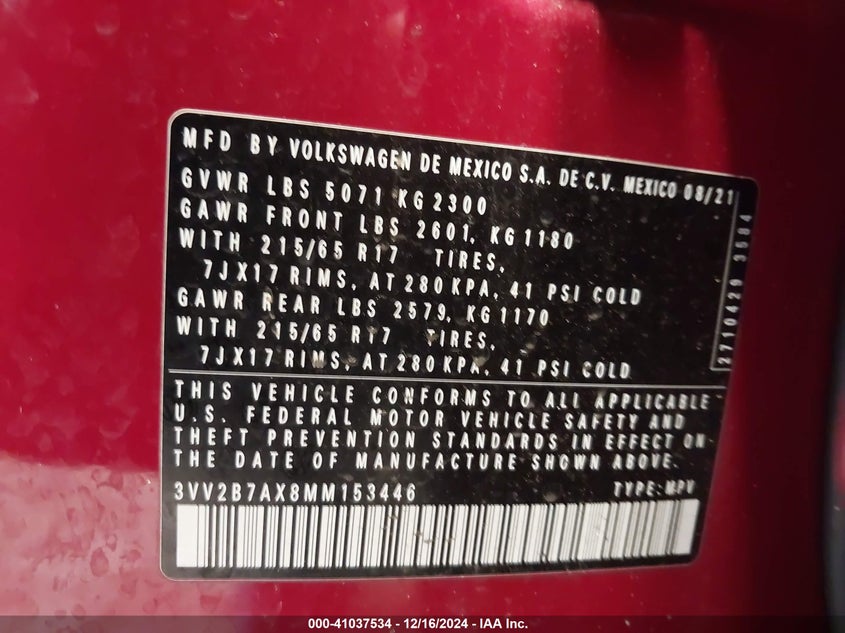 MFD BY VOLKSWAGEN DE MEXICO S.A. DE C.V. MEXICO 08/21
GVWR LBS 5071 KG 2300
GAWR FRONT LBS 2601, KG 1180
WITH 215/65 R17 TIRES,
7JX17 RIMS, AT 280 KPA, 41 PSI COLD
GAWR REAR LBS 2579, KG 1170
WITH 215/65 R17 TIRES,
7JX17 RIMS, AT 280 KPA, 41 PSI COLD
2710429 3584
THIS VEHICLE CONFORMS TO ALL APPLICABLE
U.S. FEDERAL MOTOR VEHICLE SAFETY AND
THEFT PREVENTION STANDARDS IN EFFECT ON
THE DATE OF MANUFACTURE SHOWN ABOVE.
3VV2B7AX8MM153446 TYPE:MPV
000-41037534 - 12/16/2024 - IAA Inc.